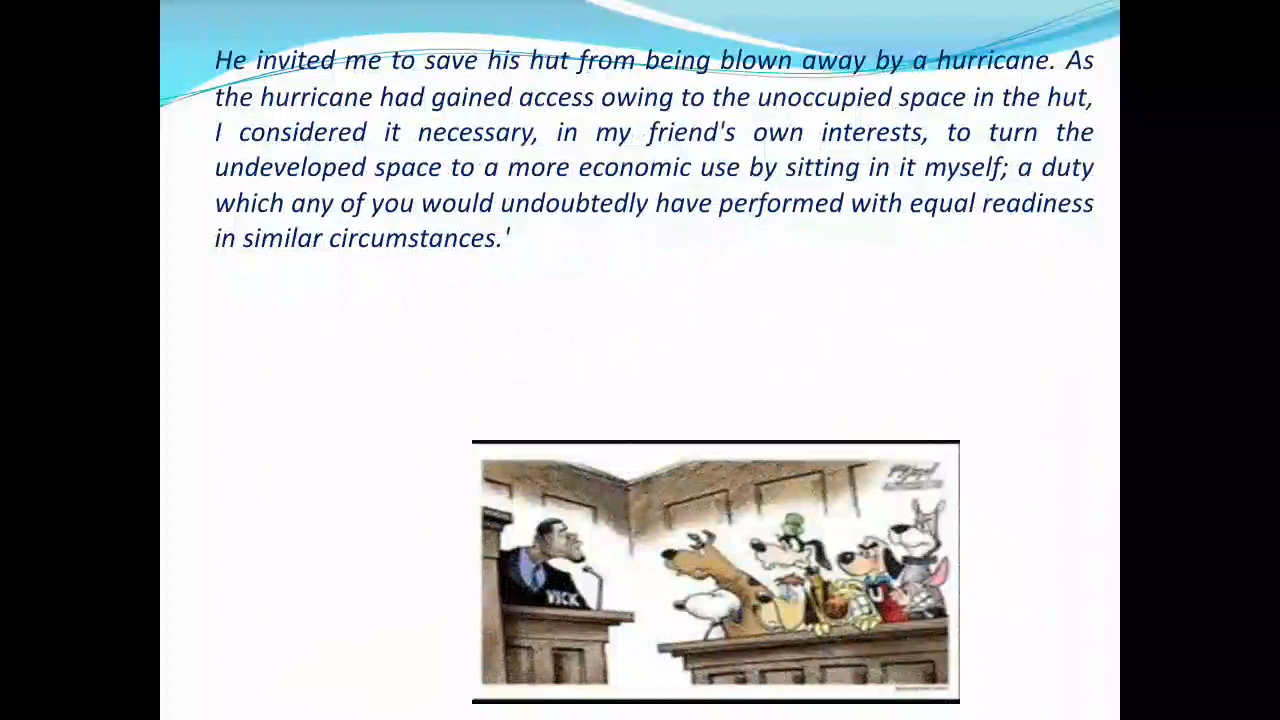 He invited me to save his hut from being blown away by a hurricane. As
the hurricane had gained access owing to the unoccupied space in the hut,
I considered it necessary, in my friend's own interests, to turn the
undeveloped space to a more economic use by sitting in it myself; a duty
which any of you would undoubtedly have performed with equal readiness
in similar circumstances.'
VICK
U